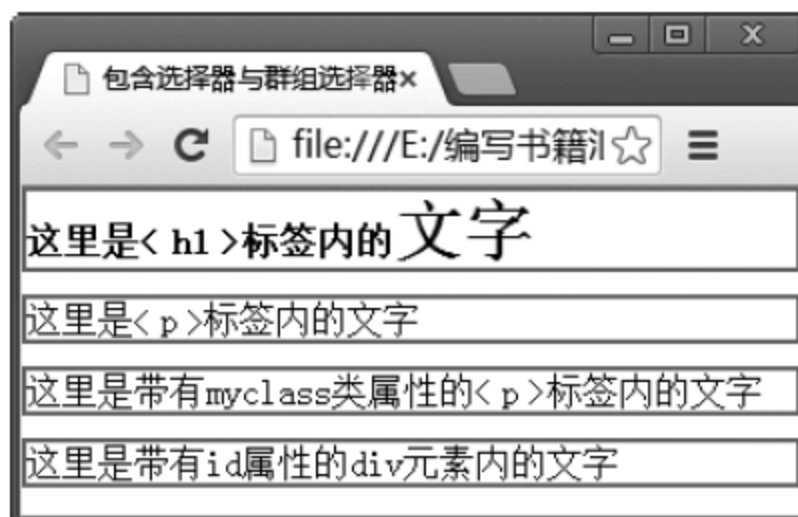 包含选择器与群组选择器×
file:///E:/编写书籍
这里是< h1 >标签内的文字
这里是< p >标签内的文字
这里是带有myclass类属性的< p >标签内的文字
这里是带有id属性的div元素内的文字